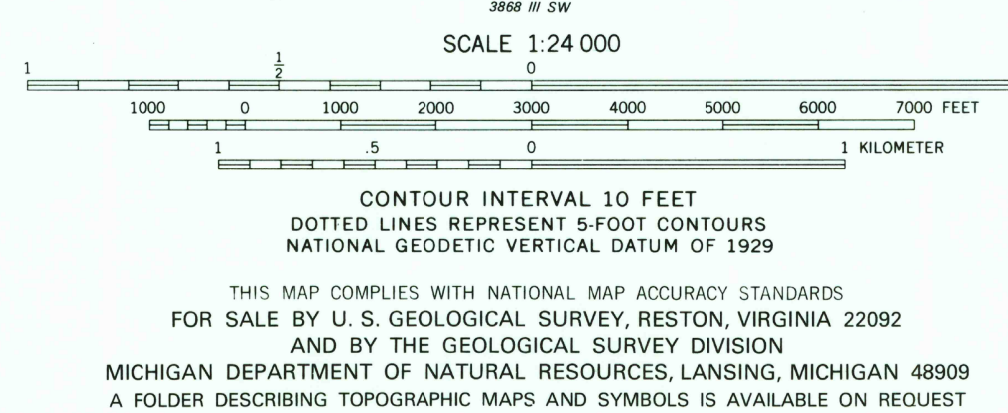 3868 III SW
SCALE 1:24 000
1 1/2 0
1000 0 1000 2000 3000 4000 5000 6000 7000 FEET
1 .5 0 1 KILOMETER
CONTOUR INTERVAL 10 FEET
DOTTED LINES REPRESENT 5-FOOT CONTOURS
NATIONAL GEODETIC VERTICAL DATUM OF 1929
THIS MAP COMPLIES WITH NATIONAL MAP ACCURACY STANDARDS
FOR SALE BY U. S. GEOLOGICAL SURVEY, RESTON, VIRGINIA 22092
AND BY THE GEOLOGICAL SURVEY DIVISION
MICHIGAN DEPARTMENT OF NATURAL RESOURCES, LANSING, MICHIGAN 48909
A FOLDER DESCRIBING TOPOGRAPHIC MAPS AND SYMBOLS IS AVAILABLE ON REQUEST